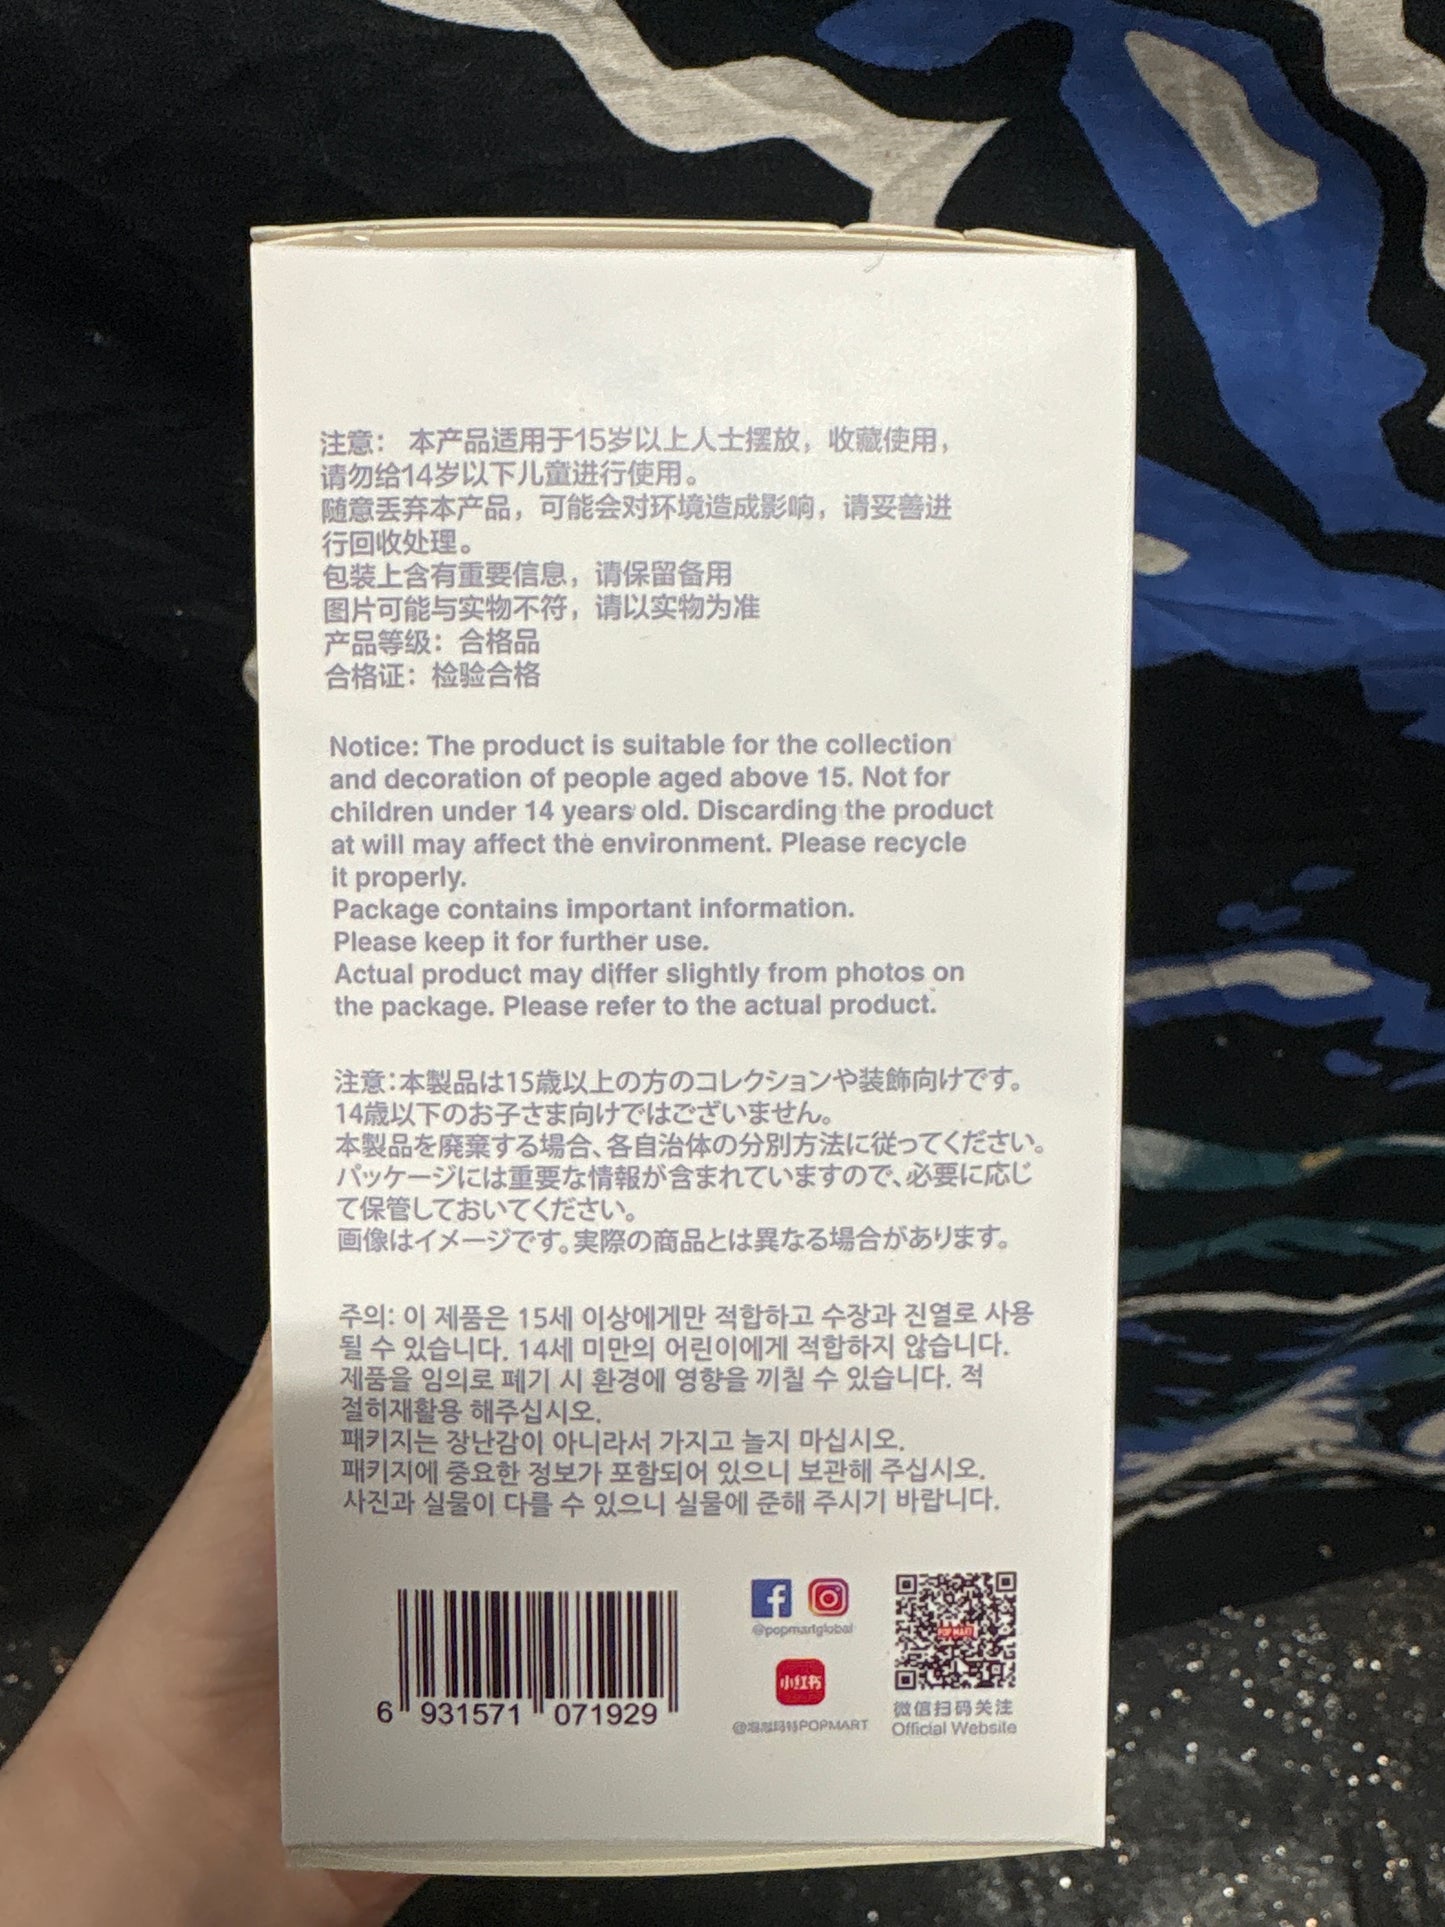 注意： 本产品适用于15岁以上人士摆放，收藏使用，
请勿给14岁以下儿童进行使用。
随意丢弃本产品，可能会对环境造成影响，请妥善进
行回收处理。
包装上含有重要信息，请保留备用
图片可能与实物不符，请以实物为准
产品等级：合格品
合格证：检验合格
Notice: The product is suitable for the collection
and decoration of people aged above 15. Not for
children under 14 years old. Discarding the product
at will may affect the environment. Please recycle
it properly.
Package contains important information.
Please keep it for further use.
Actual product may differ slightly from photos on
the package. Please refer to the actual product.
注意：本製品は15歳以上の方のコレクションや装飾向けです。
14歳以下のお子さま向けではございません。
本製品を廃棄する場合、各自治体の分別方法に従ってください。
パッケージには重要な情報が含まれていますので、必要に応じ
て保管しておいてください。
画像はイメージです。実際の商品とは異なる場合があります。
주의: 이 제품은 15세 이상에게만 적합하고 수장과 진열로 사용
될 수 있습니다. 14세 미만의 어린이에게 적합하지 않습니다.
제품을 임의로 폐기 시 환경에 영향을 끼칠 수 있습니다. 적
절히재활용 해주십시오.
패키지는 장난감이 아니라서 가지고 놀지 마십시오.
패키지에 중요한 정보가 포함되어 있으니 보관해 주십시오.
사진과 실물이 다를 수 있으니 실물에 준해 주시기 바랍니다.
6 931571 071929
@popmartglobal
小红书
@泡泡玛特POPMART
POP MART
微信扫码关注
Official Website